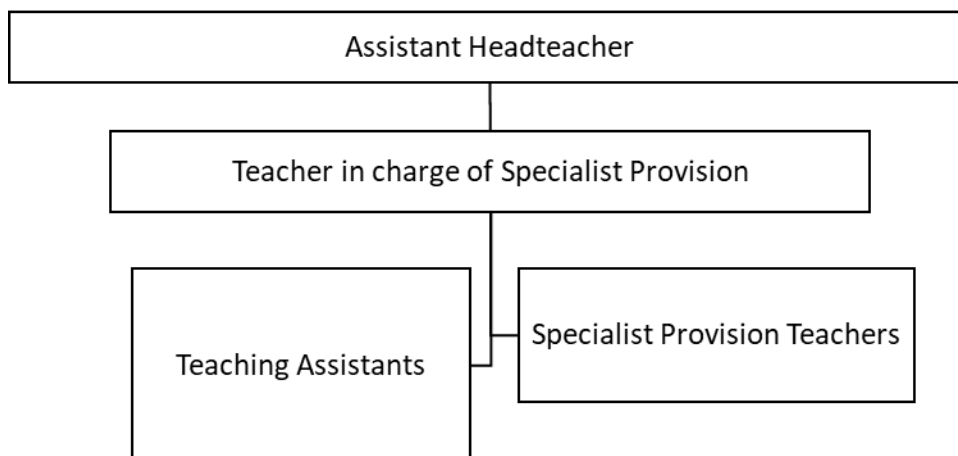 Assistant Headteacher
Teacher in charge of Specialist Provision
Teaching Assistants
Specialist Provision Teachers